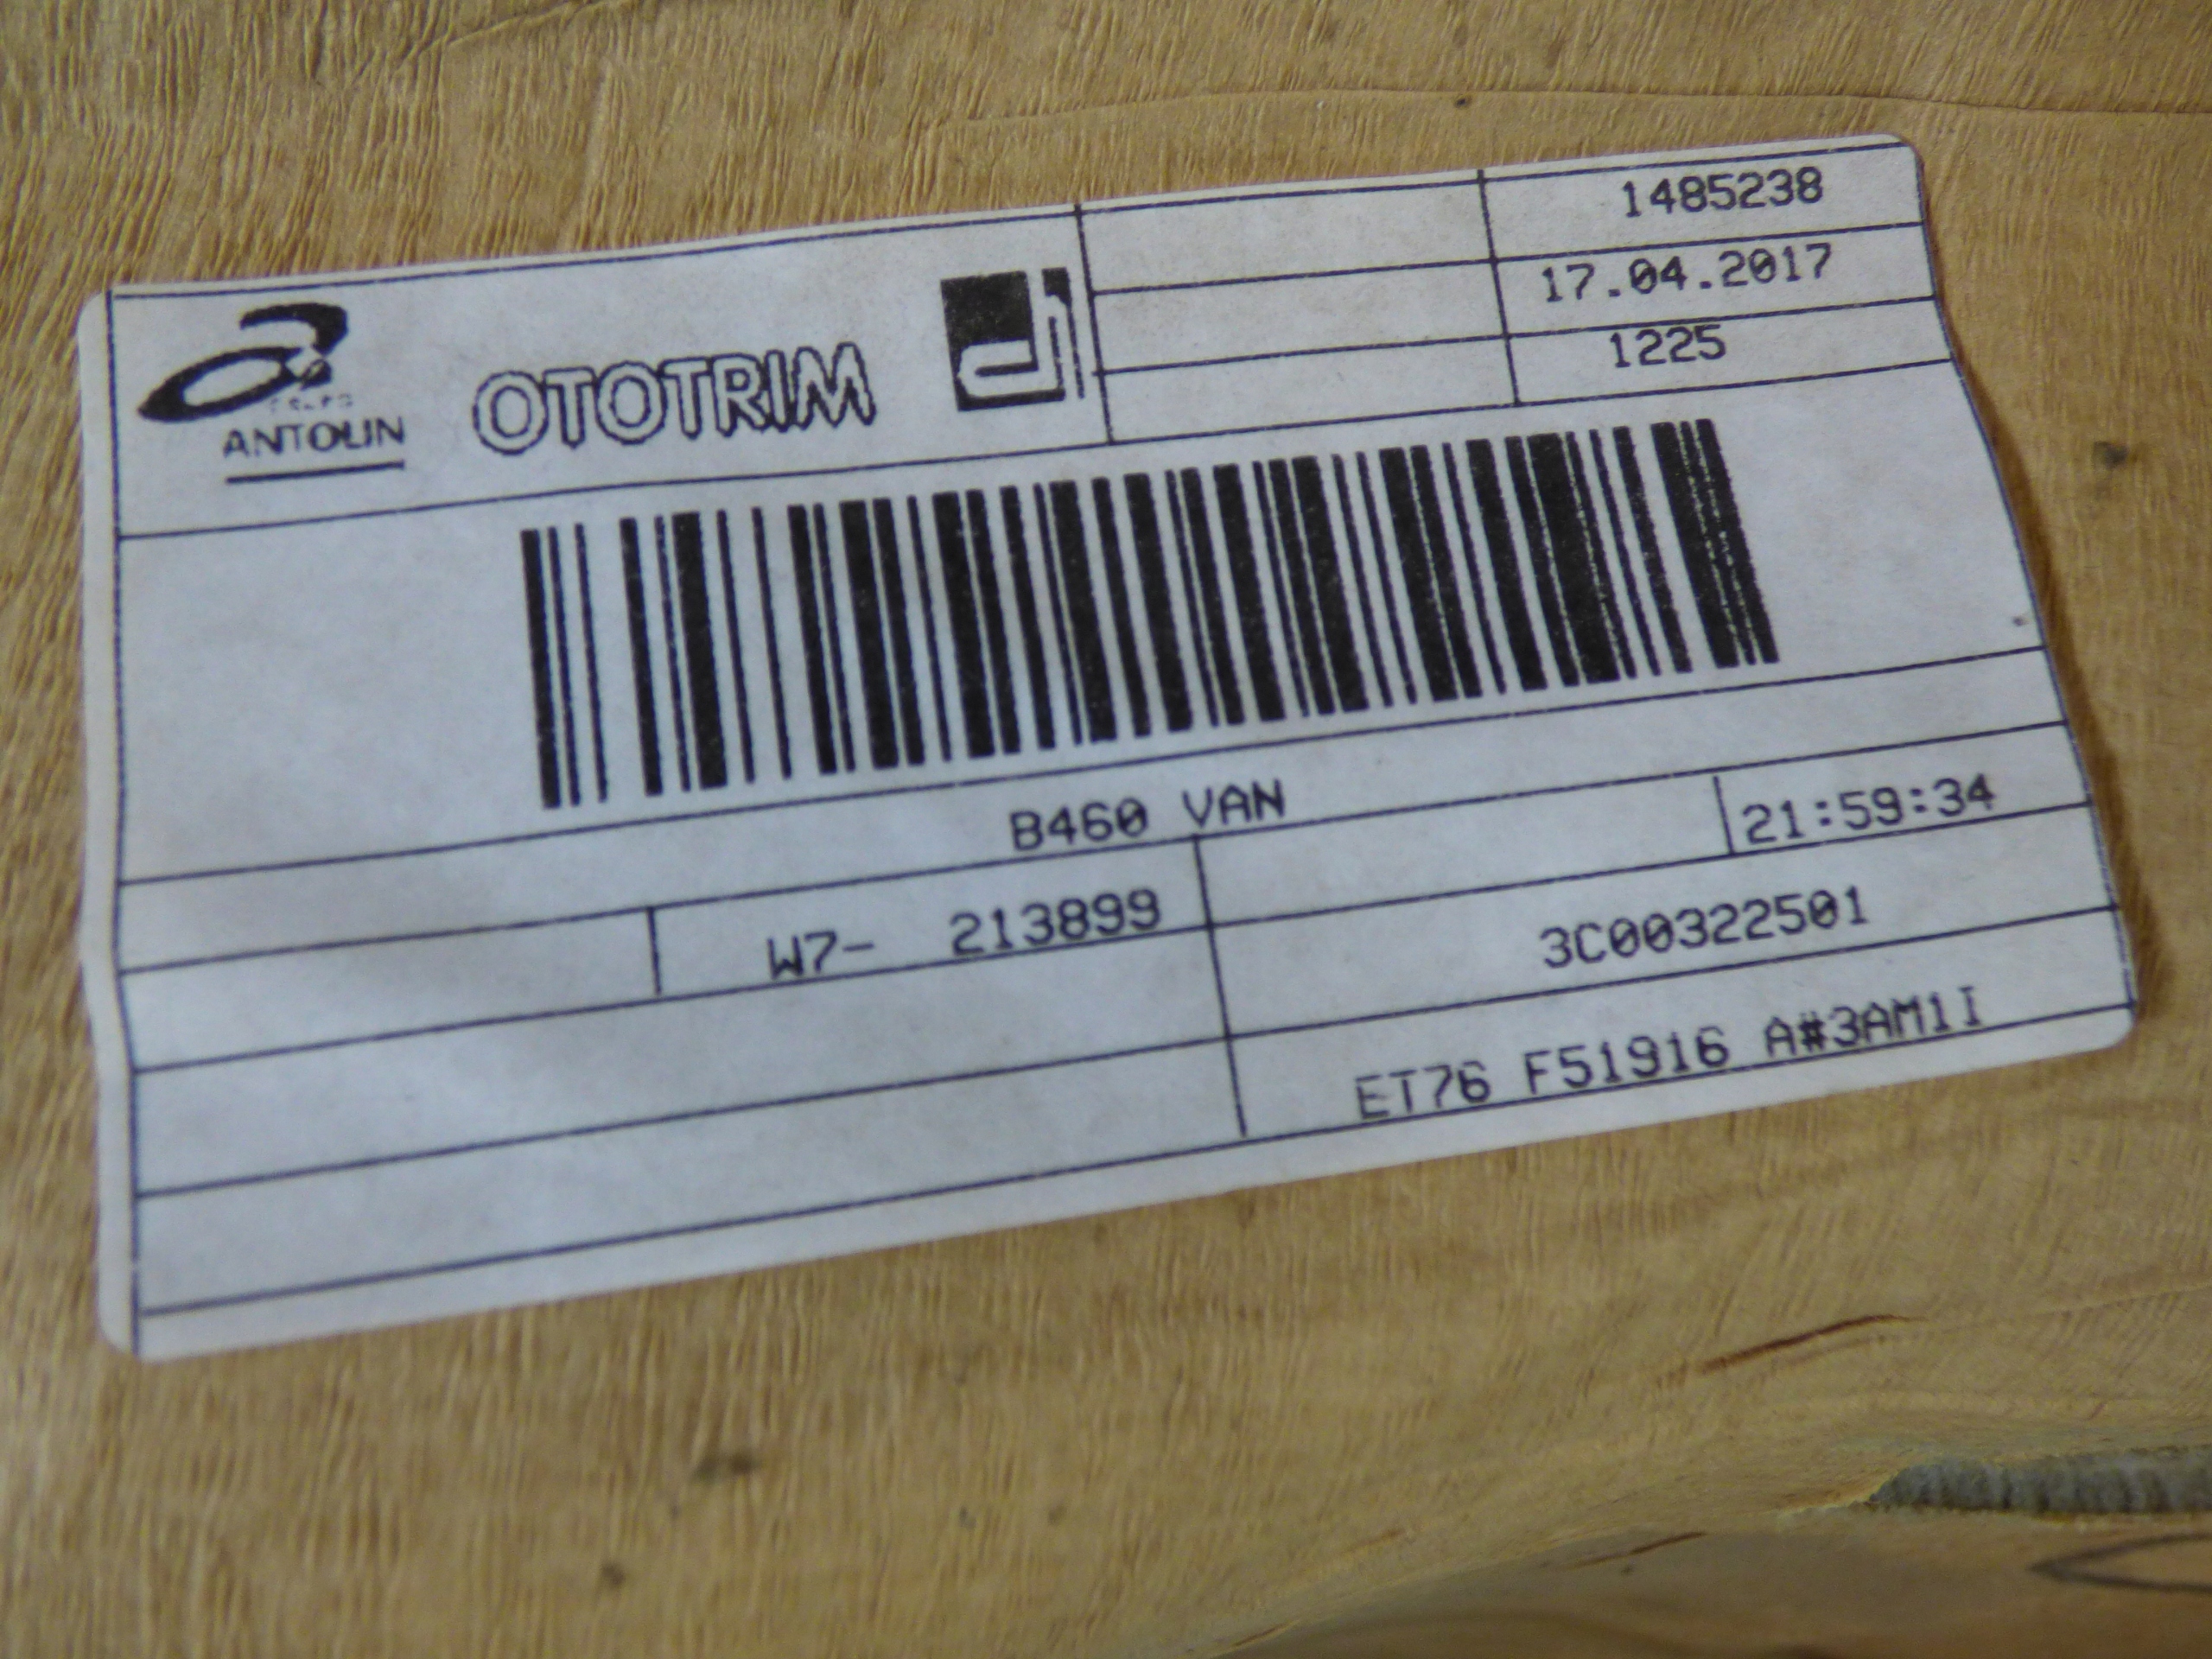 1485238
17.04.2017
1225
ANTOLIN
OTOTRIM
B460 VAN
21:59:34
W7- 213899
3C00322501
ET76 F51916 A#3AM1I